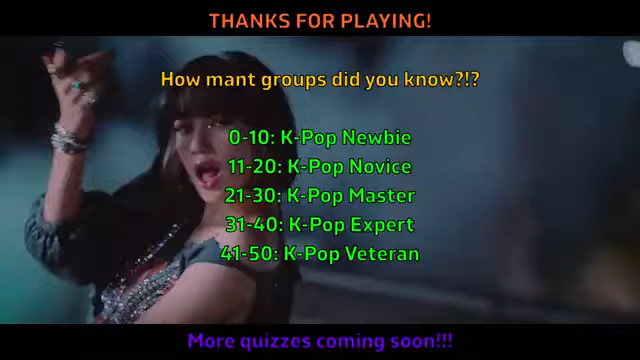 THANKS FOR PLAYING!
How mant groups did you know?!?
0-10: K-Pop Newbie
11-20: K-Pop Novice
21-30: K-Pop Master
31-40: K-Pop Expert
41-50: K-Pop Veteran
More quizzes coming soon!!!